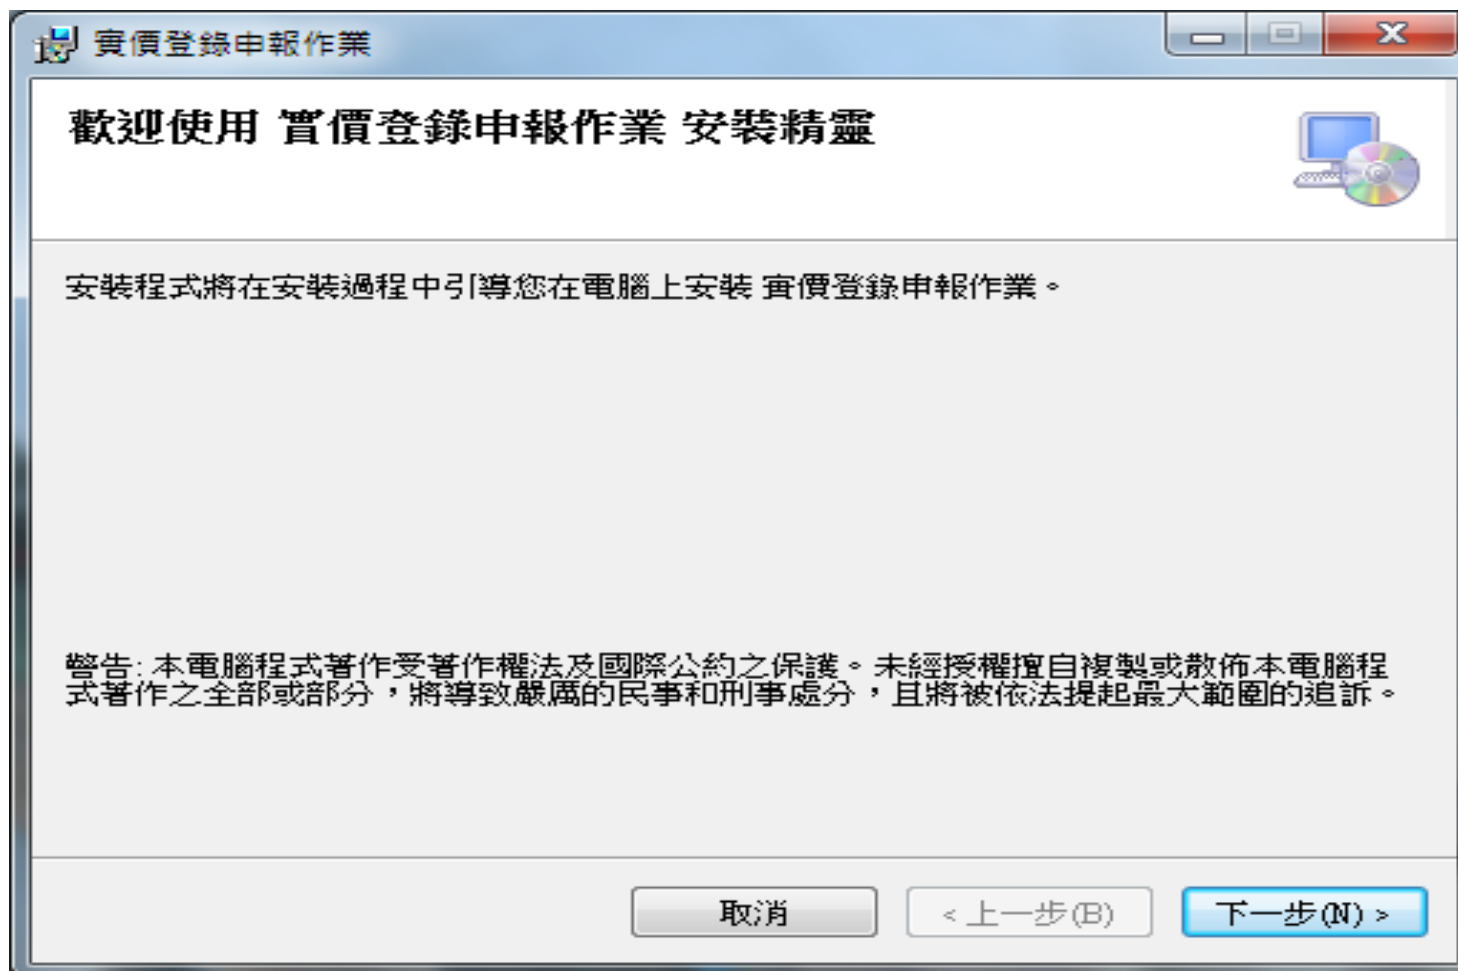 實價登錄申報作業
歡迎使用 實價登錄申報作業 安裝精靈
安裝程式將在安裝過程中引導您在電腦上安裝 實價登錄申報作業。
警告: 本電腦程式著作受著作權法及國際公約之保護。未經授權擅自複製或散佈本電腦程
式著作之全部或部分，將導致嚴厲的民事和刑事處分，且將被依法提起最大範圍的追訴。
取消
<上一步(B)
下一步(N) >